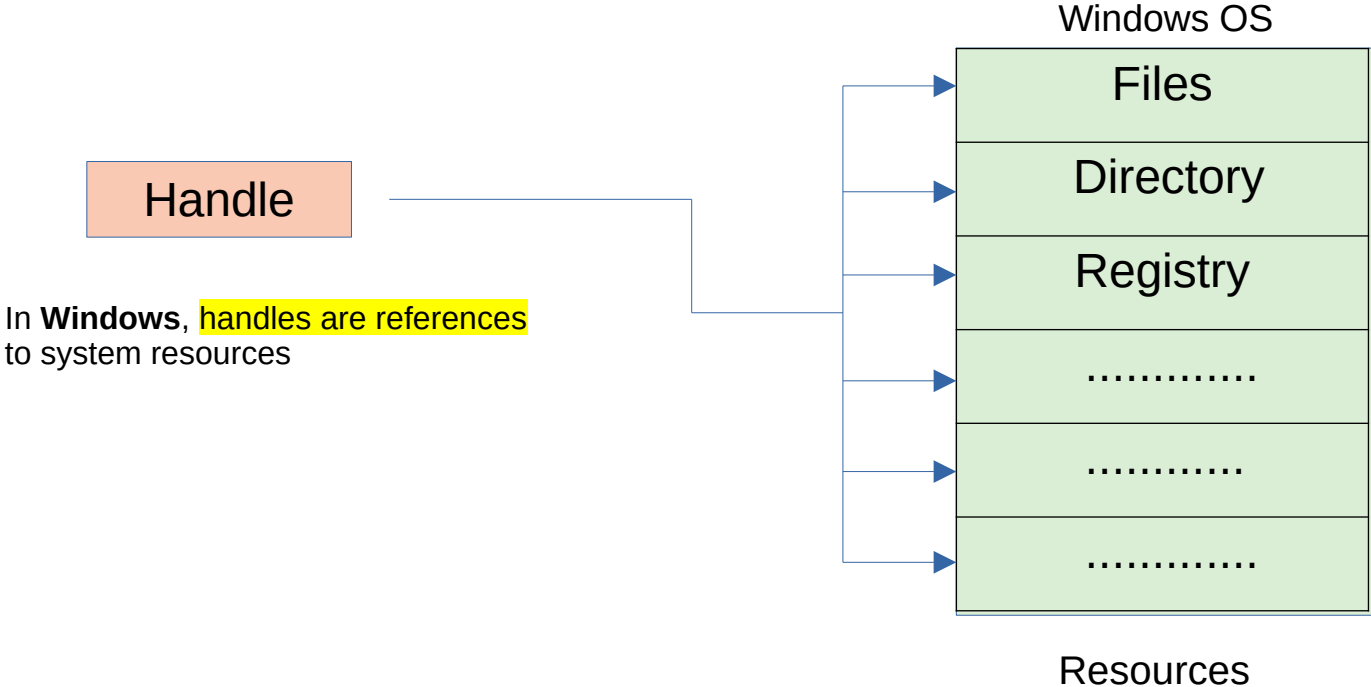 Windows OS
Files
Directory
Registry
.............
............
.............
Resources
Handle
In Windows, handles are references
to system resources